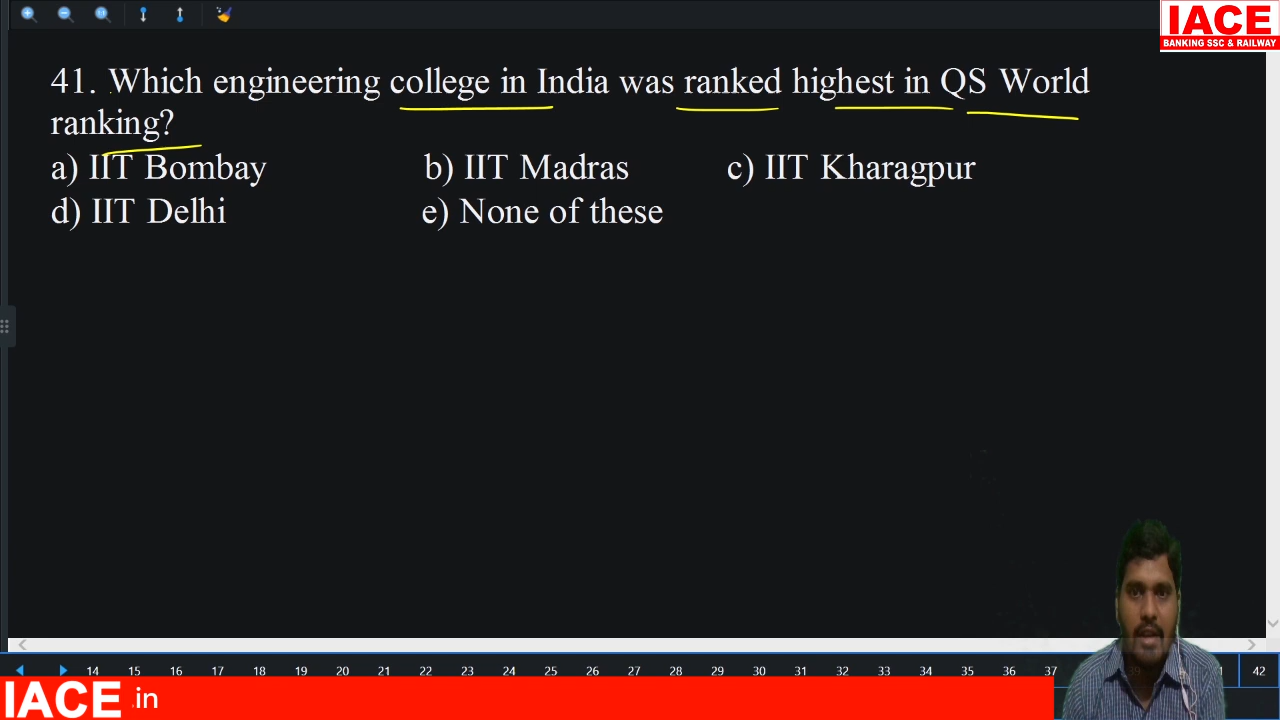 IACE
BANKING SSC & RAILWAY
41. Which engineering college in India was ranked highest in QS World
ranking?
a) IIT Bombay b) IIT Madras c) IIT Kharagpur
d) IIT Delhi e) None of these
14 15 16 17 18 19 20 21 22 23 24 25 26 27 28 29 30 31 32 33 34 35 36 37 39 42
IACE .in